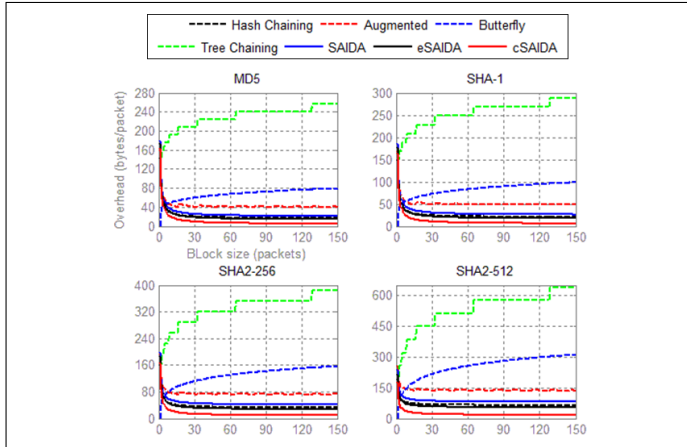 Hash Chaining Augmented Butterfly
Tree Chaining SAIDA eSAIDA cSAIDA
MD5
SHA-1
Overhead (bytes/packet)
280
240
200
160
120
80
40
0
0 30 60 90 120 150
BLock size (packets)
300
250
200
150
100
50
0
0 30 60 90 120 150
SHA2-256
SHA2-512
400
320
240
160
80
0
0 30 60 90 120 150
600
450
300
150
0
0 30 60 90 120 150